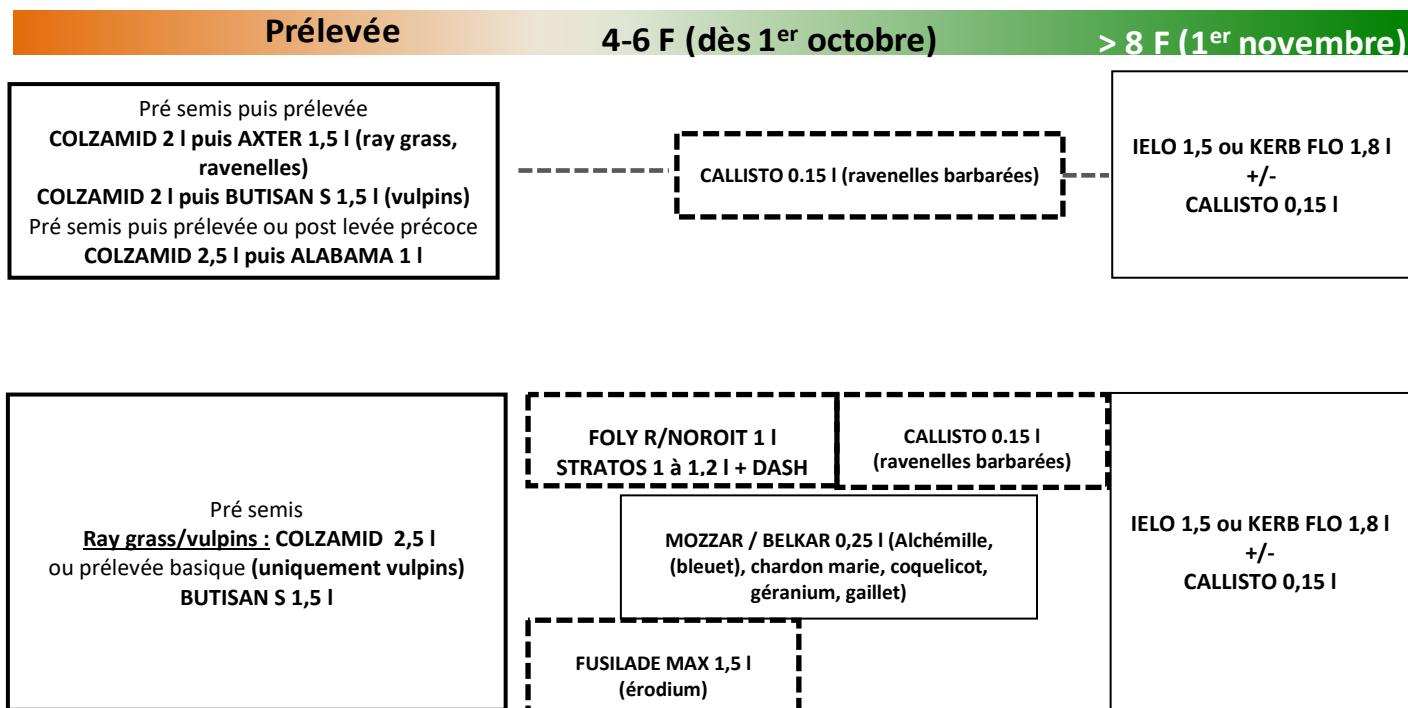 Prélevée
4-6 F (dès 1er octobre)
> 8 F (1er novembre)
Pré semis puis prélevée
COLZAMID 2 l puis AXTER 1,5 l (ray grass,
ravenelles)
COLZAMID 2 l puis BUTISAN S 1,5 l (vulpins)
Pré semis puis prélevée ou post levée précoce
COLZAMID 2,5 l puis ALABAMA 1 l
CALLISTO 0.15 l (ravenelles barbarées)
IELO 1,5 ou KERB FLO 1,8 l
+/-
CALLISTO 0,15 l
Pré semis
Ray grass/vulpins : COLZAMID 2,5 l
ou prélevée basique (uniquement vulpins)
BUTISAN S 1,5 l
FOLY R/NOROIT 1 l
STRATOS 1 à 1,2 l + DASH
CALLISTO 0.15 l
(ravenelles barbarées)
MOZZAR / BELKAR 0,25 l (Alchémille,
(bleuet), chardon marie, coquelicot,
géranium, gaillet)
FUSILADE MAX 1,5 l
(érodium)
IELO 1,5 ou KERB FLO 1,8 l
+/-
CALLISTO 0,15 l